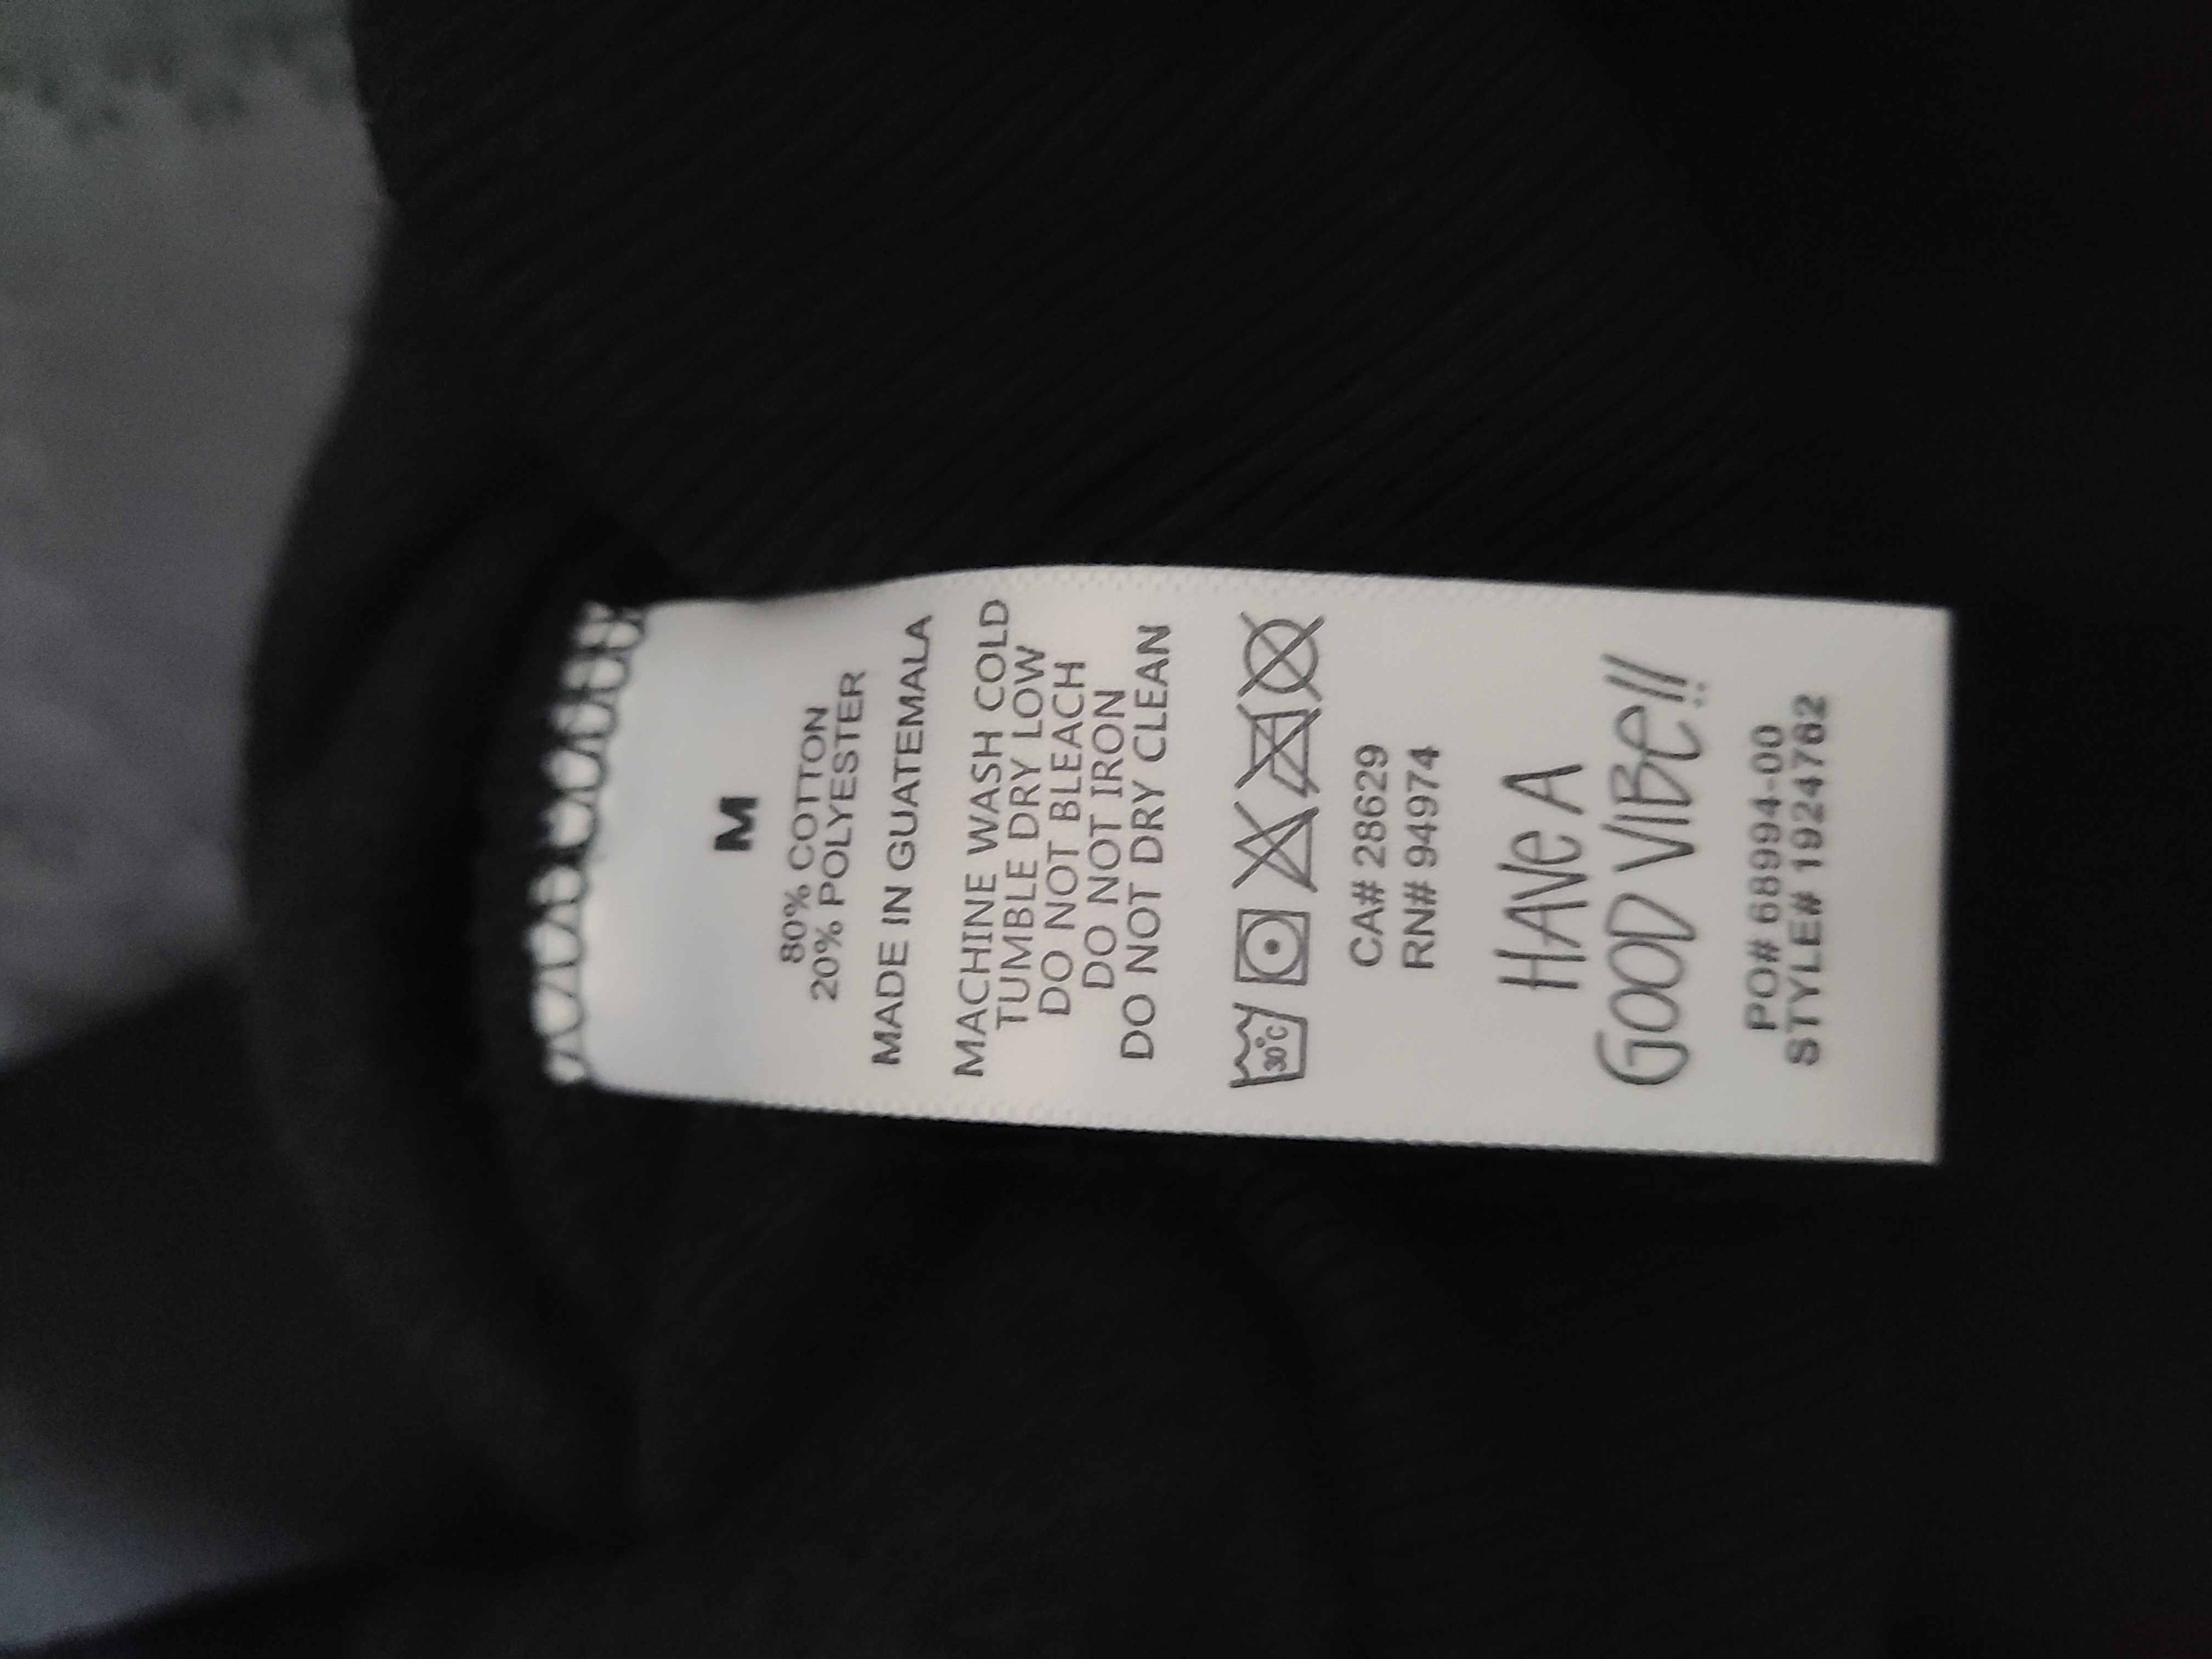 M
80% COTTON
20% POLYESTER
MADE IN GUATEMALA
MACHINE WASH COLD
TUMBLE DRY LOW
DO NOT BLEACH
DO NOT IRON
DO NOT DRY CLEAN
30°C
CA# 28629
RN# 94974
HAVE A
GOOD VIBE!!
PO# 68994-00
STYLE# 1924762